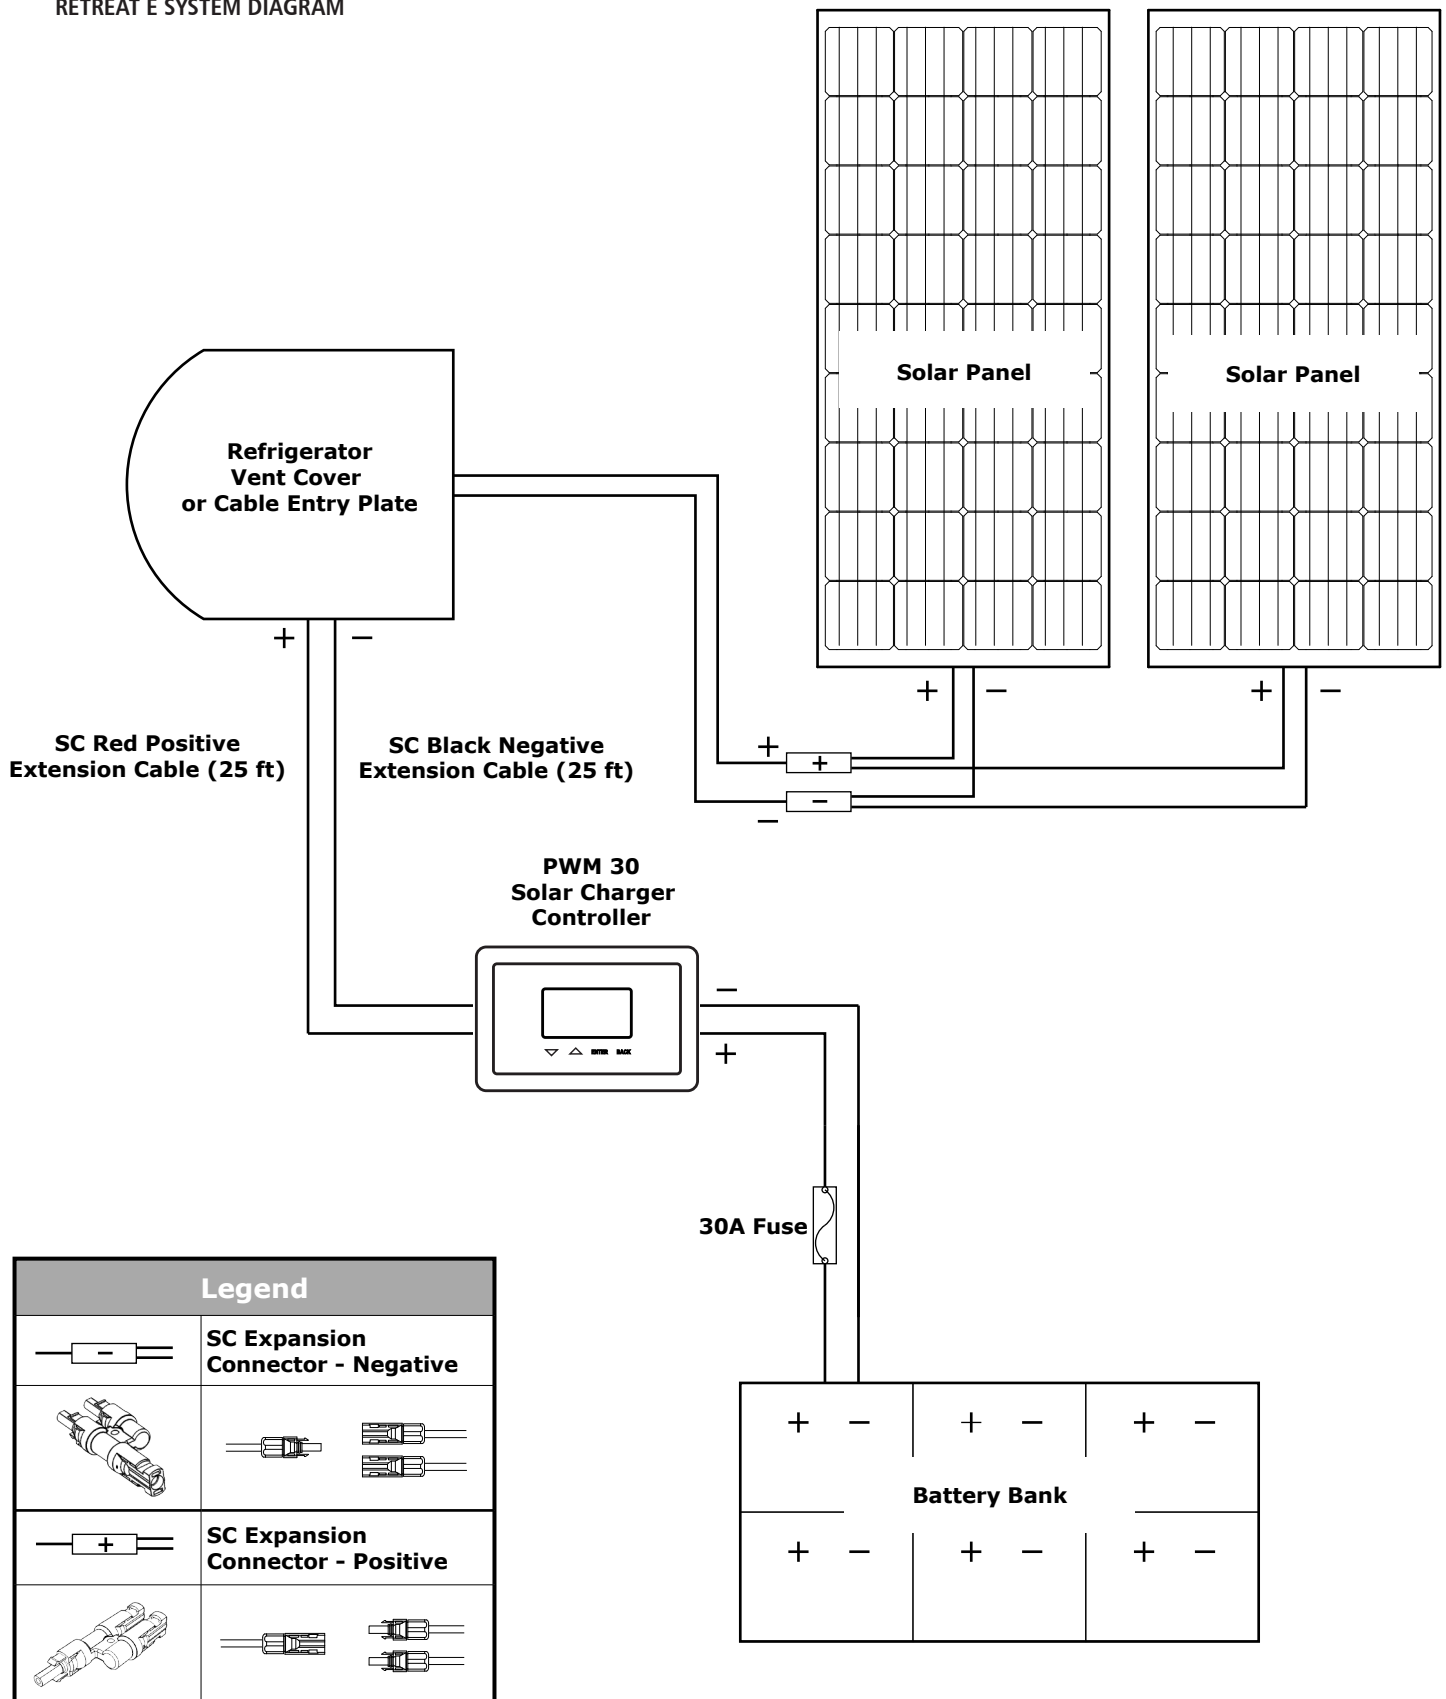 RETREAT E SYSTEM DIAGRAM
Solar Panel
Solar Panel
Refrigerator
Vent Cover
or Cable Entry Plate
+ −
+ −
+ −
SC Red Positive
Extension Cable (25 ft)
SC Black Negative
Extension Cable (25 ft)
+
+
−
−
PWM 30
Solar Charger
Controller
−
ENTER BACK
+
30A Fuse
Legend
−
SC Expansion
Connector - Negative
+
SC Expansion
Connector - Positive
+ − + − + −
Battery Bank
+ − + − + −